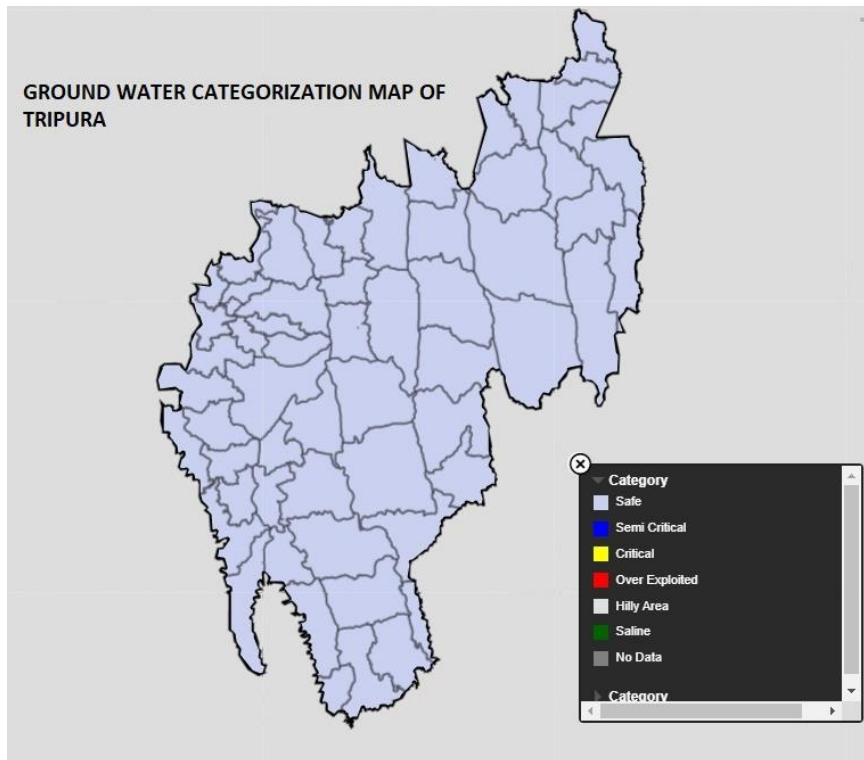 GROUND WATER CATEGORIZATION MAP OF
TRIPURA
Category
Safe
Semi Critical
Critical
Over Exploited
Hilly Area
Saline
No Data
Category